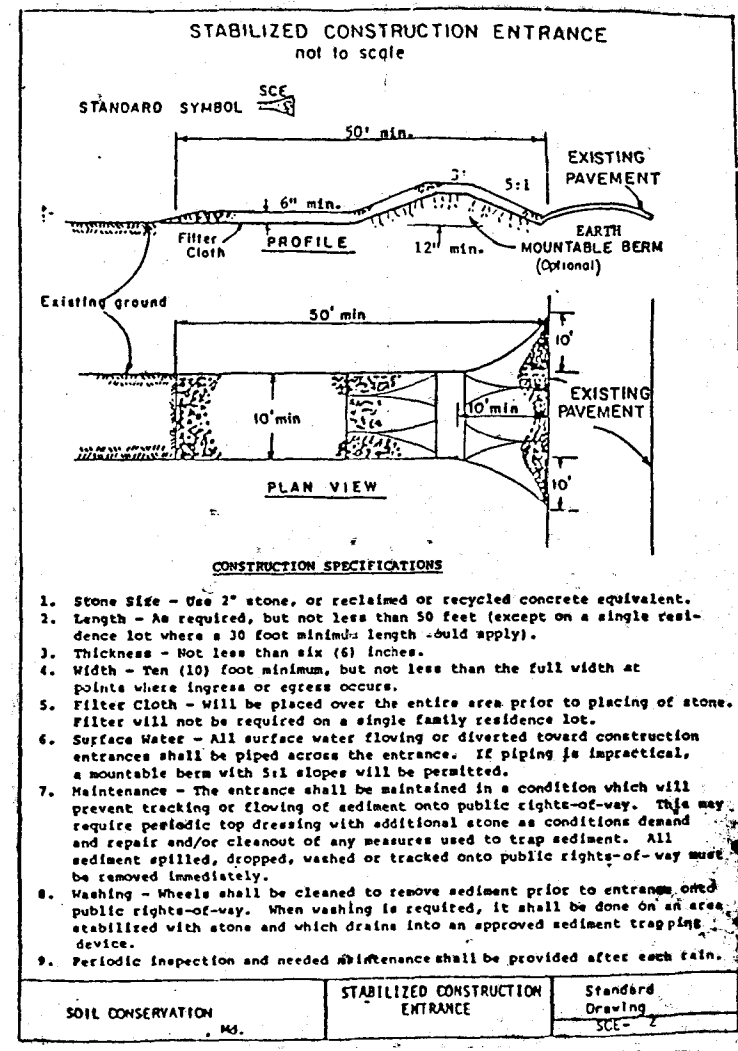 STABILIZED CONSTRUCTION ENTRANCE
not to scale
SCE
STANDARD SYMBOL
50' min.
EXISTING
PAVEMENT
3'
5:1
6" min.
Filter
Cloth
PROFILE
12" min.
EARTH
MOUNTABLE BERM
(Optional)
Existing ground
50' min
10'
10' min
10' min
EXISTING
PAVEMENT
10'
PLAN VIEW
CONSTRUCTION SPECIFICATIONS
1. Stone Size - Use 2" stone, or reclaimed or recycled concrete equivalent.
2. Length - As required, but not less than 50 feet (except on a single resi-
dence lot where a 30 foot minimum length would apply).
3. Thickness - Not less than six (6) inches.
4. Width - Ten (10) foot minimum, but not less than the full width at
points where ingress or egress occurs.
5. Filter Cloth - Will be placed over the entire area prior to placing of stone.
Filter will not be required on a single family residence lot.
6. Surface Water - All surface water flowing or diverted toward construction
entrances shall be piped across the entrance. If piping is impractical,
a mountable berm with 5:1 slopes will be permitted.
7. Maintenance - The entrance shall be maintained in a condition which will
prevent tracking or flowing of sediment onto public rights-of-way. This may
require periodic top dressing with additional stone as conditions demand
and repair and/or cleanout of any measures used to trap sediment. All
sediment spilled, dropped, washed or tracked onto public rights-of-way must
be removed immediately.
8. Washing - Wheels shall be cleaned to remove sediment prior to entrance onto
public rights-of-way. When washing is required, it shall be done on an area
stabilized with stone and which drains into an approved sediment trapping
device.
9. Periodic inspection and needed maintenance shall be provided after each rain.
SOIL CONSERVATION
Md.
STABILIZED CONSTRUCTION
ENTRANCE
Standard
Drawing
SCE- 2